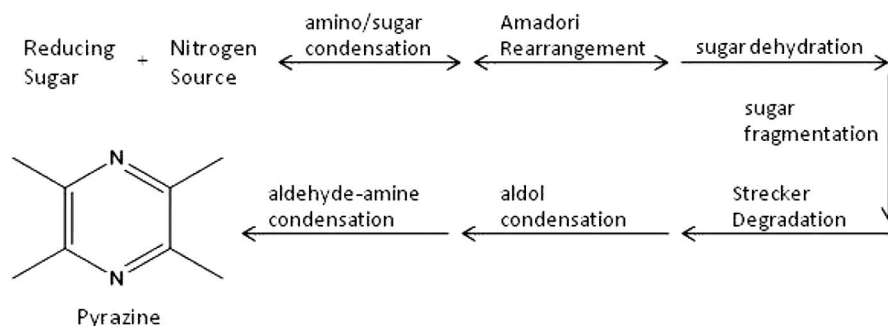 Reducing
Sugar
+
Nitrogen
Source
amino/sugar
condensation
Amadori
Rearrangement
sugar dehydration
sugar
fragmentation
Strecker
Degradation
aldol
condensation
aldehyde-amine
condensation
N
N
Pyrazine